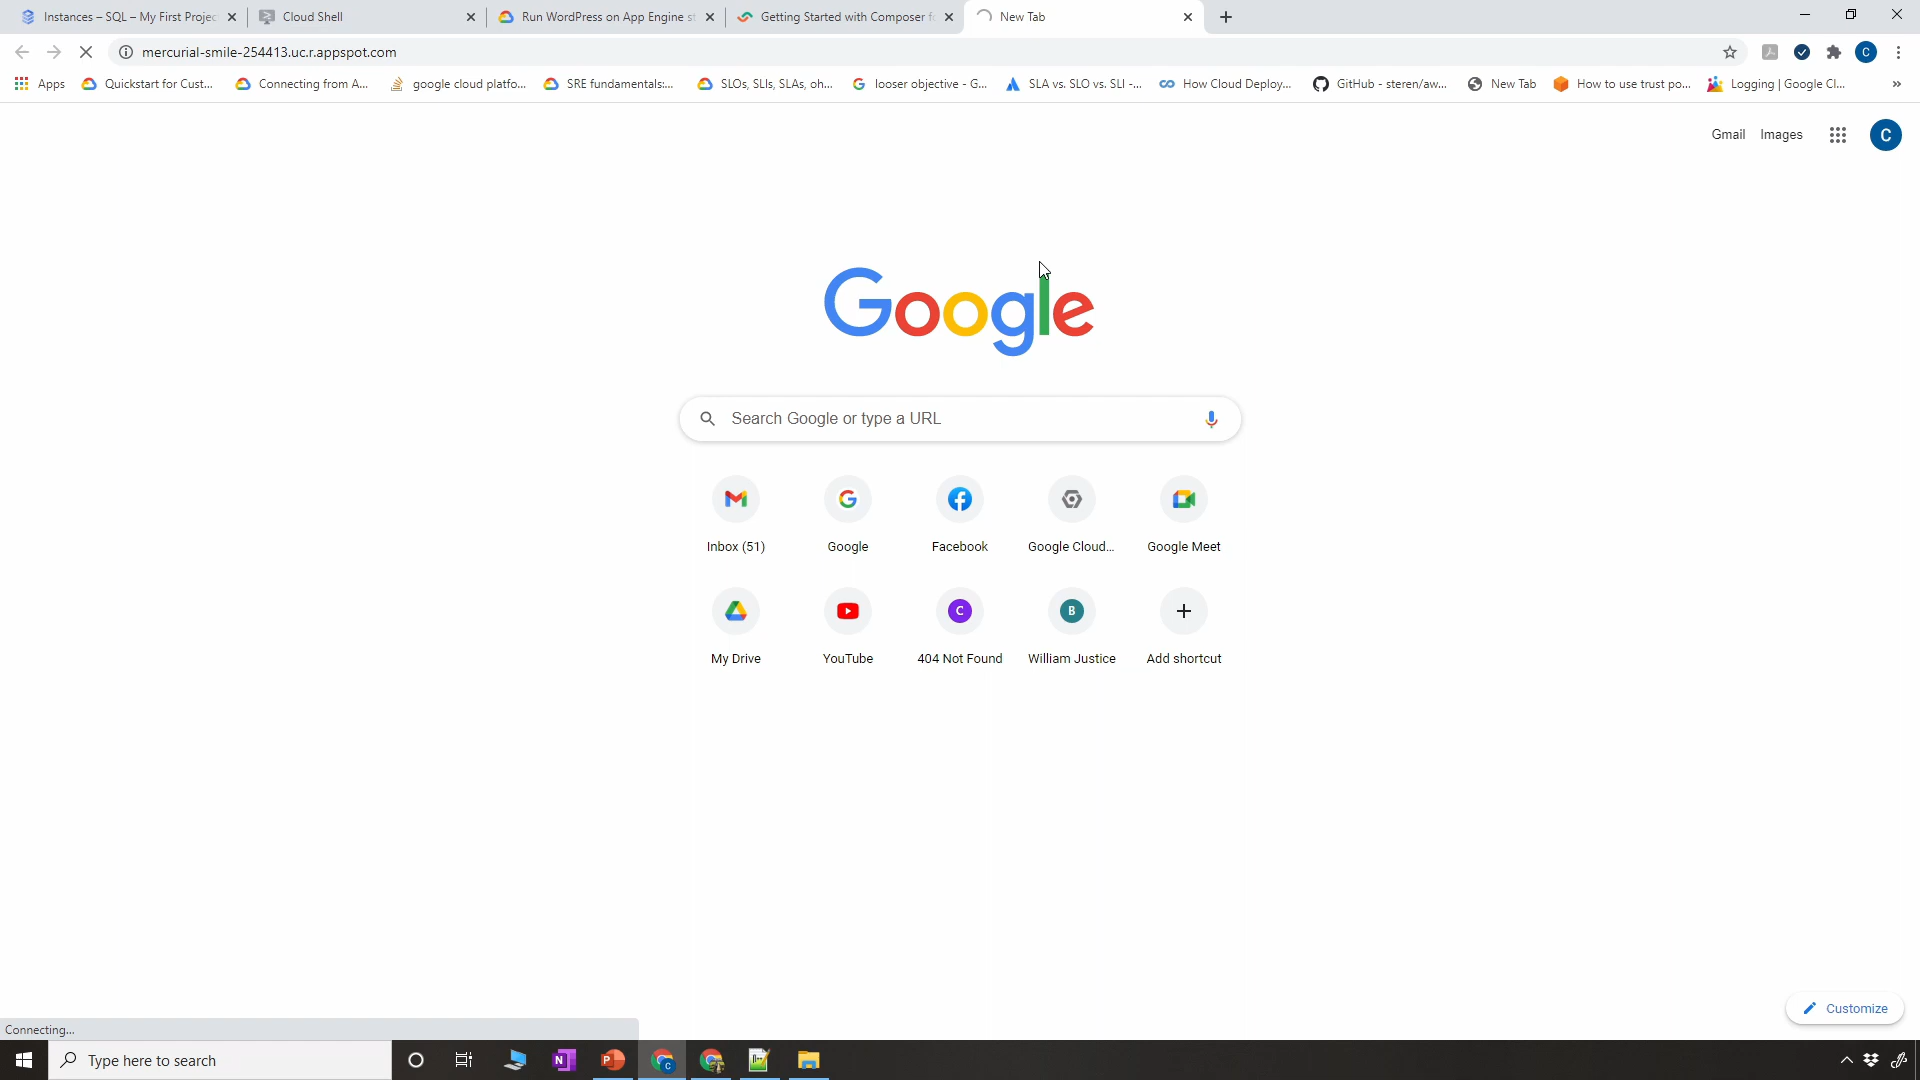 Instances – SQL – My First Projec
Cloud Shell
Run WordPress on App Engine st
Getting Started with Composer f
New Tab
mercurial-smile-254413.uc.r.appspot.com
C
Apps
Quickstart for Cust...
Connecting from A...
google cloud platfo...
SRE fundamentals:...
SLOs, SLIs, SLAs, oh...
looser objective - G...
SLA vs. SLO vs. SLI -...
How Cloud Deploy...
GitHub - steren/aw...
New Tab
How to use trust po...
Logging | Google Cl...
»
Gmail
Images
C
Google
Search Google or type a URL
Inbox (51)
Google
Facebook
Google Cloud...
Google Meet
C
B
My Drive
YouTube
404 Not Found
William Justice
Add shortcut
Customize
Connecting...
Type here to search